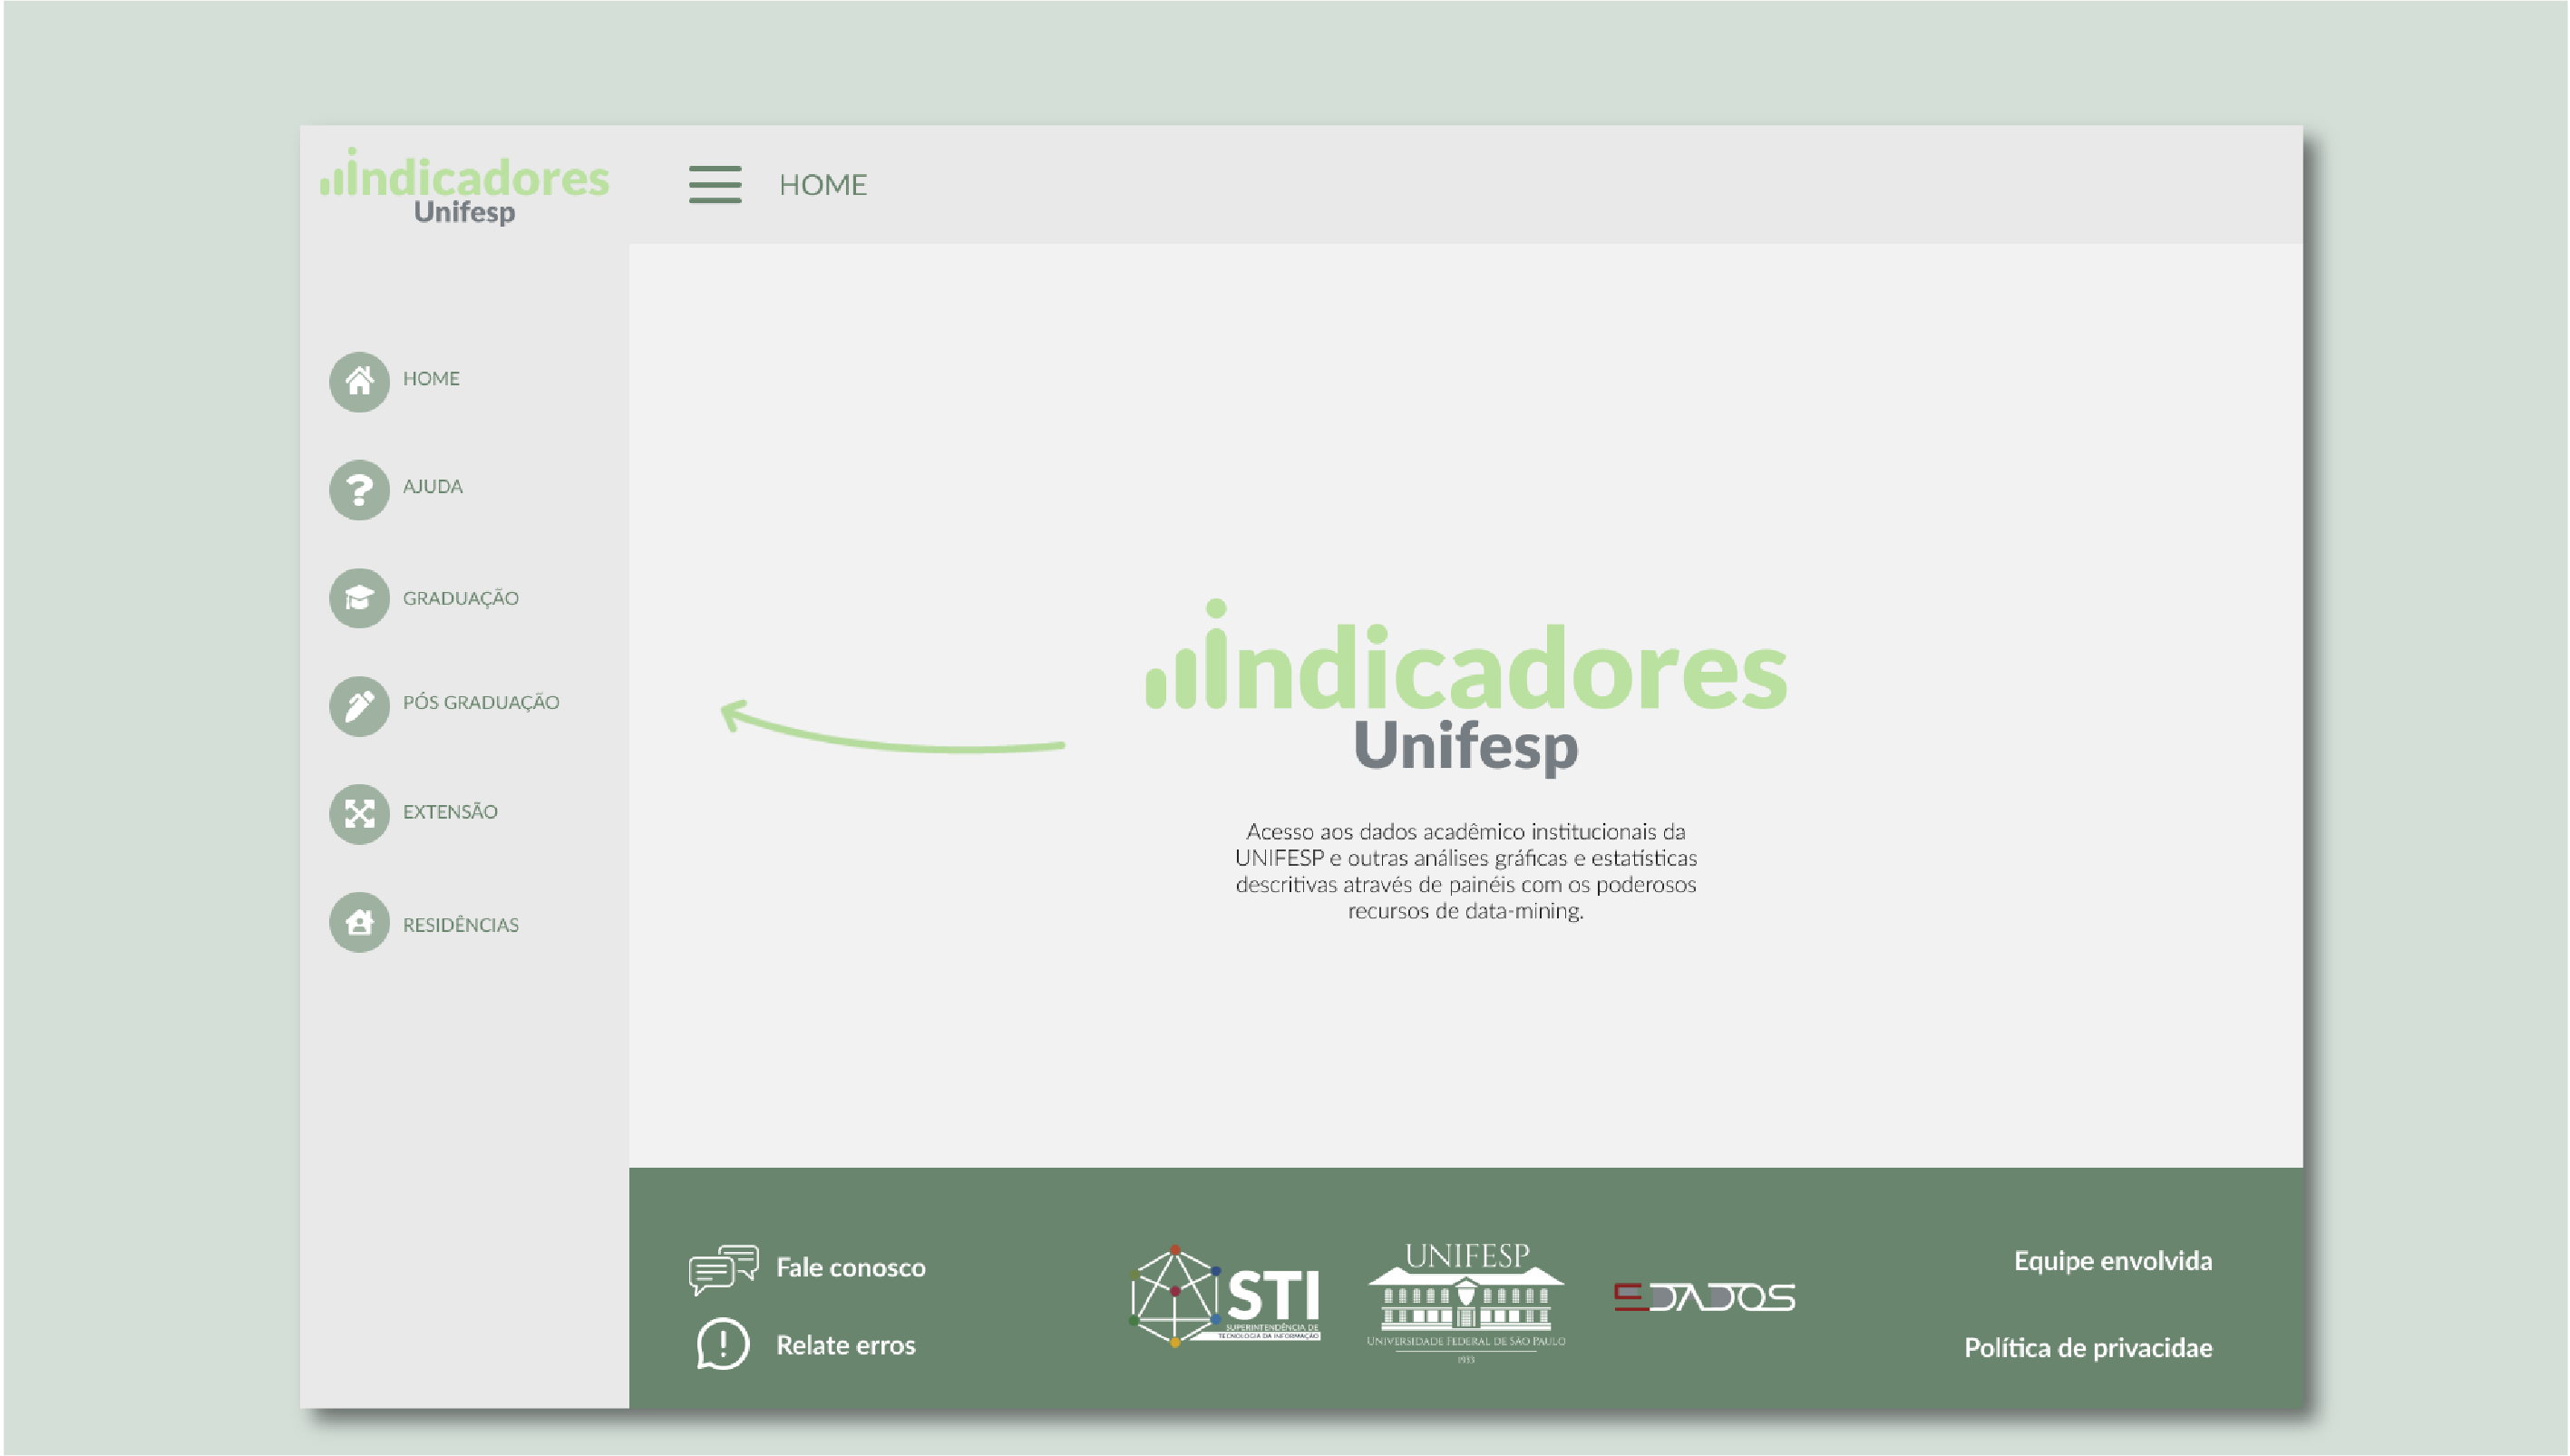 indicadores
Unifesp
HOME
HOME
AJUDA
GRADUAÇÃO
PÓS GRADUAÇÃO
EXTENSÃO
RESIDÊNCIAS
indicadores
Unifesp
Acesso aos dados acadêmico institucionais da
UNIFESP e outras análises gráficas e estatísticas
descritivas através de painéis com os poderosos
recursos de data-mining.
Fale conosco
Relate erros
STI
SUPERINTENDÊNCIA DE
TECNOLOGIA DA INFORMAÇÃO
UNIFESP
UNIVERSIDADE FEDERAL DE SÃO PAULO
1933
EDADOS
Equipe envolvida
Política de privacidae